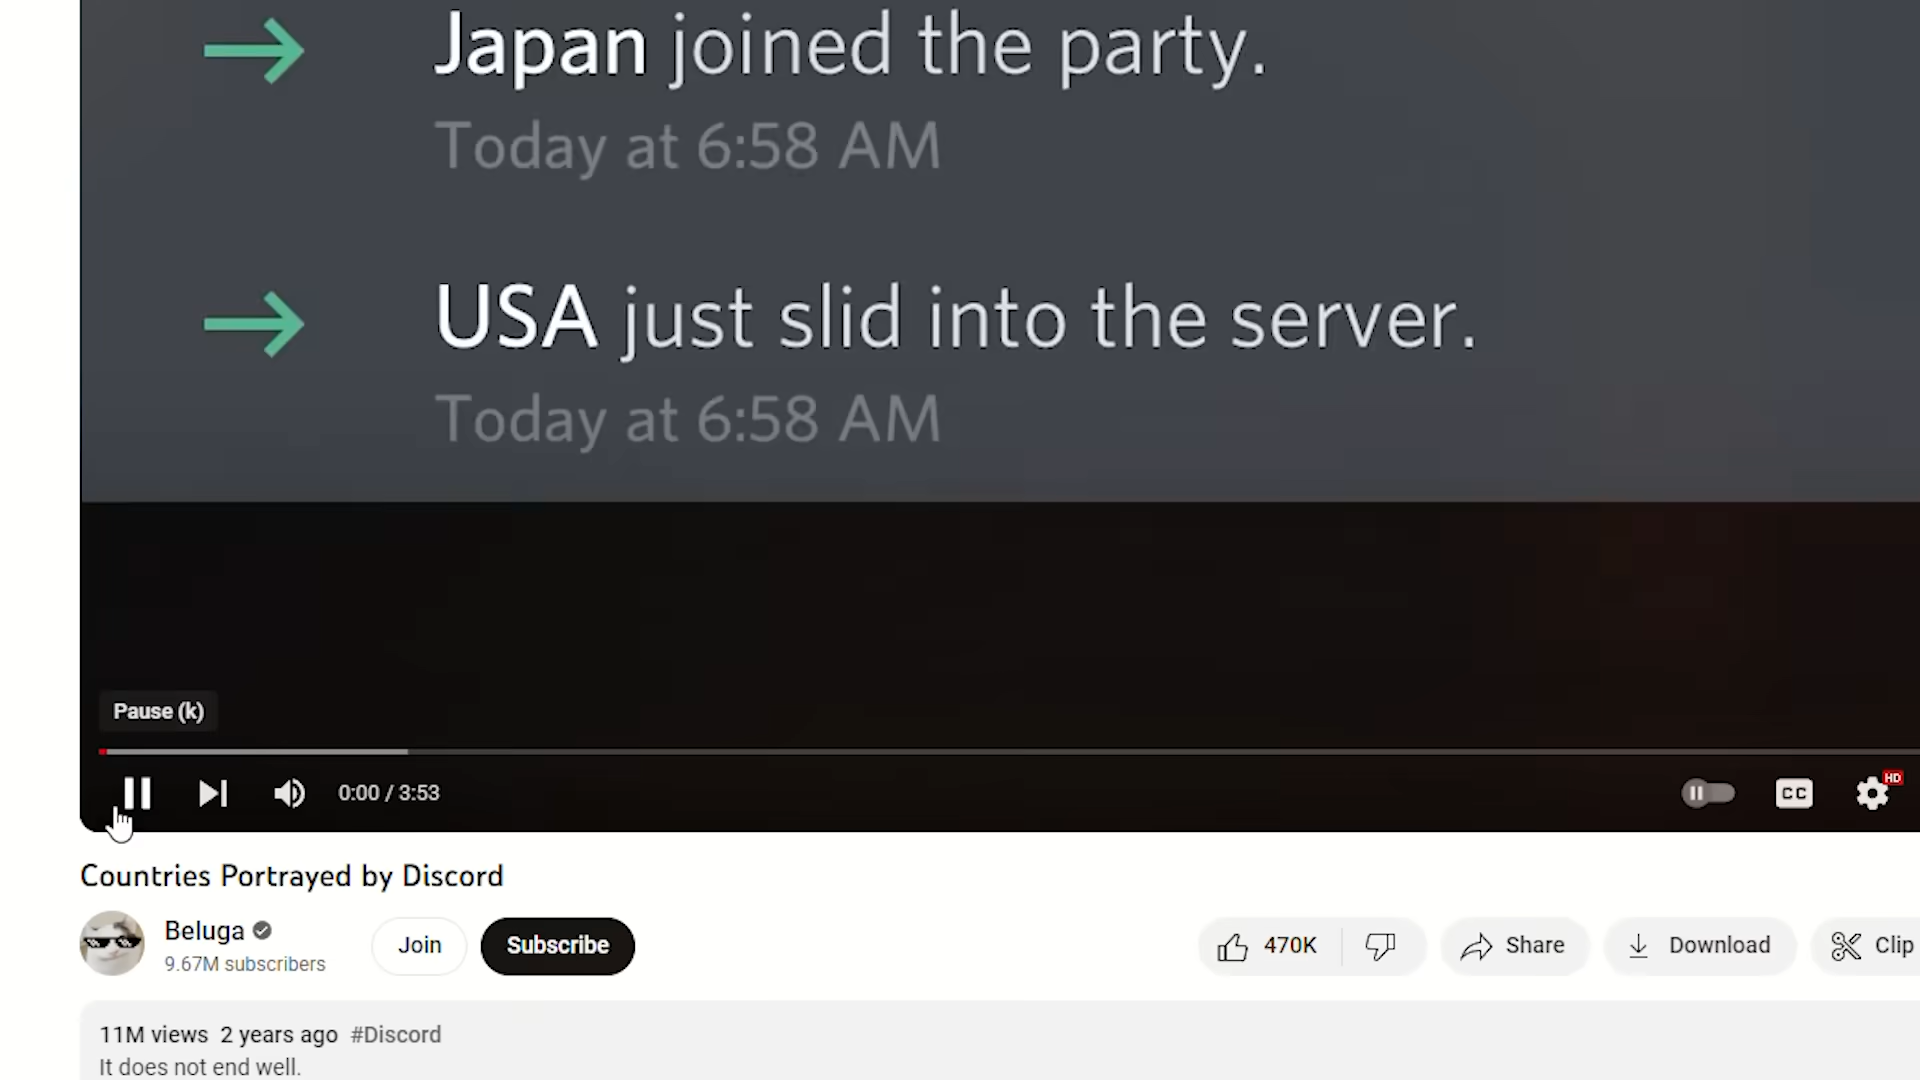 Japan joined the party.
Today at 6:58 AM
USA just slid into the server.
Today at 6:58 AM
Pause (k)
0:00 / 3:53
CC
HD
Countries Portrayed by Discord
Beluga
9.67M subscribers
Join
Subscribe
470K
Share
Download
Clip
11M views 2 years ago #Discord
It does not end well.